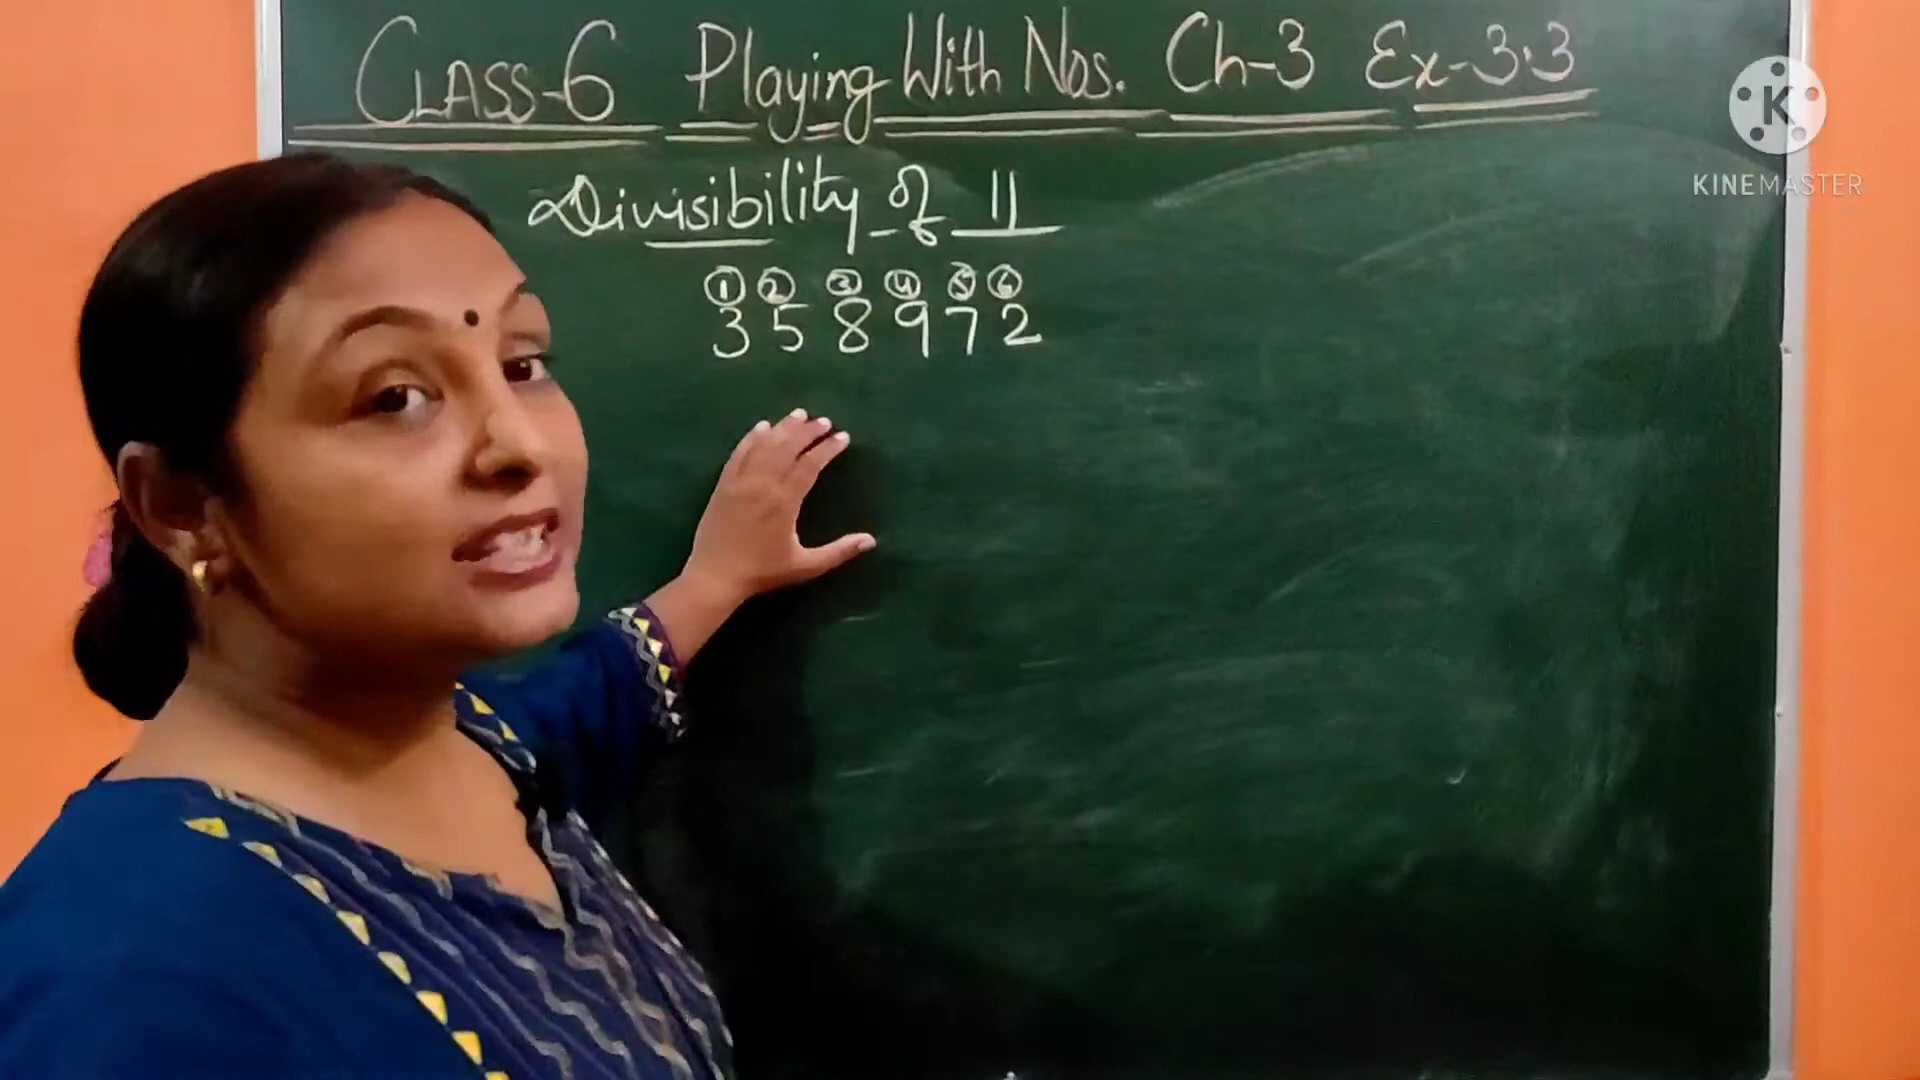 CLASS-6 Playing With Nos. Ch-3 Ex-3.3
K
KINEMASTER
Divisibility of 11
① ② ③ ④ ⑤ ⑥
3 5 8 9 7 2